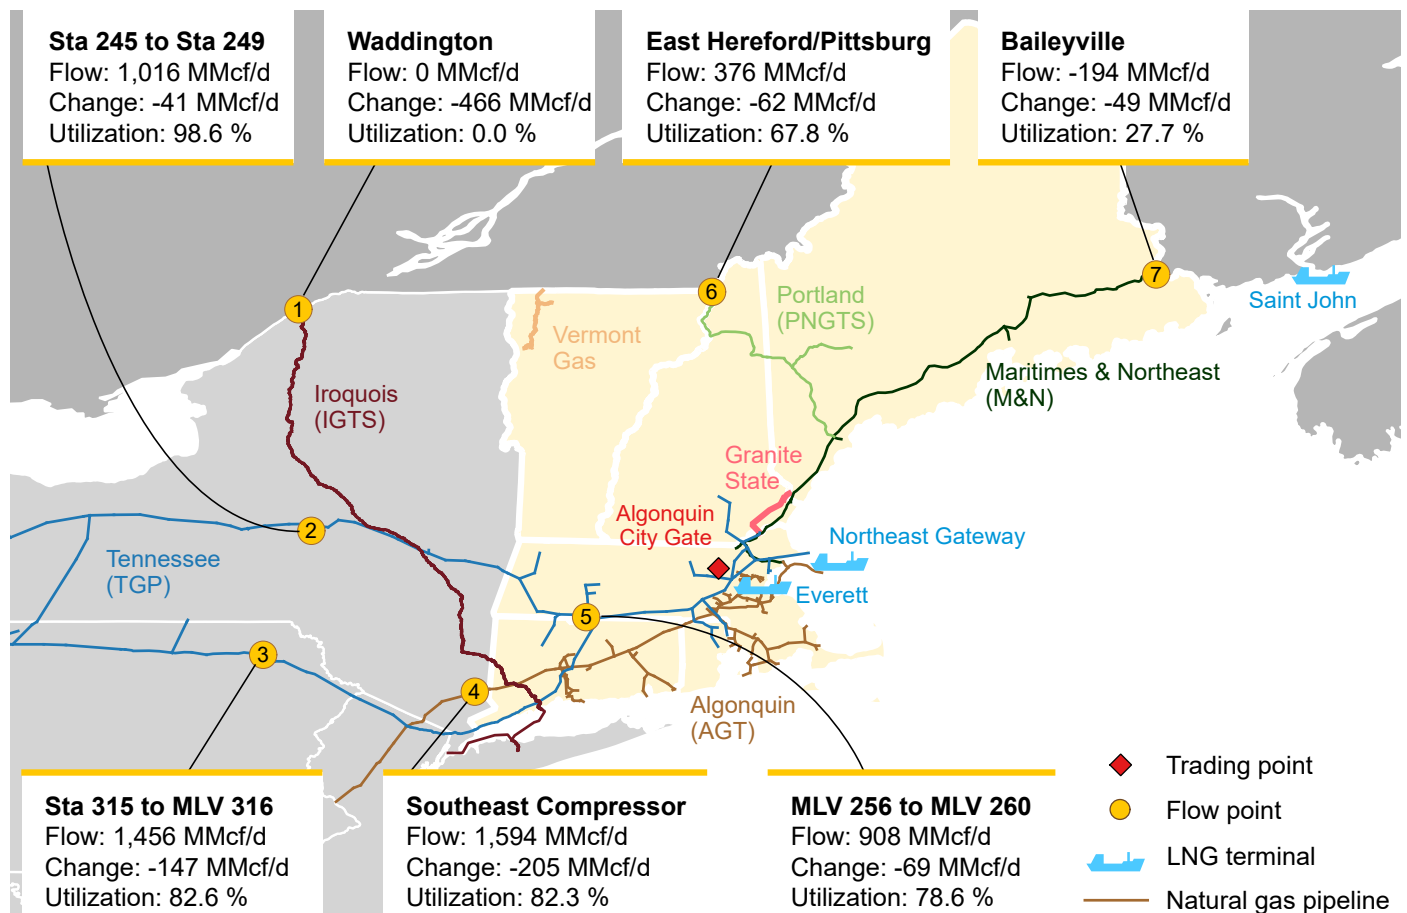 Sta 245 to Sta 249
Flow: 1,016 MMcf/d
Change: -41 MMcf/d
Utilization: 98.6 %
Waddington
Flow: 0 MMcf/d
Change: -466 MMcf/d
Utilization: 0.0 %
East Hereford/Pittsburg
Flow: 376 MMcf/d
Change: -62 MMcf/d
Utilization: 67.8 %
Baileyville
Flow: -194 MMcf/d
Change: -49 MMcf/d
Utilization: 27.7 %
7
6
1
Saint John
Portland
(PNGTS)
Vermont
Gas
Maritimes & Northeast
(M&N)
Iroquois
(IGTS)
Granite
State
Algonquin
City Gate
2
Northeast Gateway
Tennessee
(TGP)
Everett
5
3
4
Algonquin
(AGT)
Sta 315 to MLV 316
Flow: 1,456 MMcf/d
Change: -147 MMcf/d
Utilization: 82.6 %
Southeast Compressor
Flow: 1,594 MMcf/d
Change: -205 MMcf/d
Utilization: 82.3 %
MLV 256 to MLV 260
Flow: 908 MMcf/d
Change: -69 MMcf/d
Utilization: 78.6 %
Trading point
Flow point
LNG terminal
Natural gas pipeline